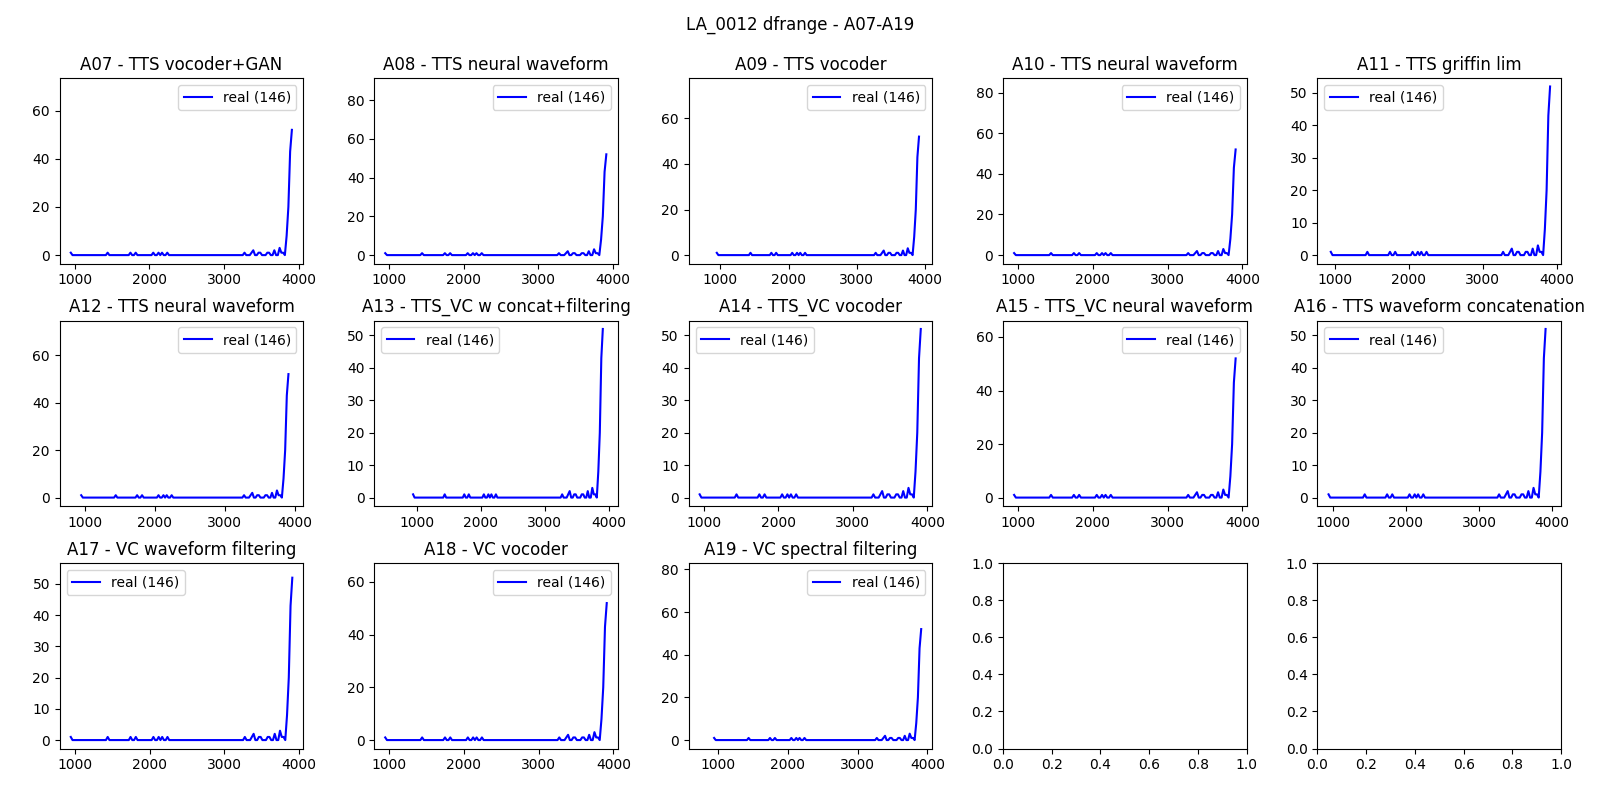 LA_0012 dfrange - A07-A19
A07 - TTS vocoder+GAN
A08 - TTS neural waveform
A09 - TTS vocoder
A10 - TTS neural waveform
A11 - TTS griffin lim
real (146)
real (146)
real (146)
real (146)
real (146)
60
40
20
0
1000 2000 3000 4000
80
60
40
20
0
1000 2000 3000 4000
60
40
20
0
1000 2000 3000 4000
80
60
40
20
0
1000 2000 3000 4000
50
40
30
20
10
0
1000 2000 3000 4000
A12 - TTS neural waveform
A13 - TTS_VC w concat+filtering
A14 - TTS_VC vocoder
A15 - TTS_VC neural waveform
A16 - TTS waveform concatenation
real (146)
real (146)
real (146)
real (146)
real (146)
60
40
20
0
1000 2000 3000 4000
50
40
30
20
10
0
1000 2000 3000 4000
50
40
30
20
10
0
1000 2000 3000 4000
60
40
20
0
1000 2000 3000 4000
50
40
30
20
10
0
1000 2000 3000 4000
A17 - VC waveform filtering
A18 - VC vocoder
A19 - VC spectral filtering
real (146)
real (146)
real (146)
50
40
30
20
10
0
1000 2000 3000 4000
60
40
20
0
1000 2000 3000 4000
80
60
40
20
0
1000 2000 3000 4000
1.0
0.8
0.6
0.4
0.2
0.0
0.0 0.2 0.4 0.6 0.8 1.0
1.0
0.8
0.6
0.4
0.2
0.0
0.0 0.2 0.4 0.6 0.8 1.0